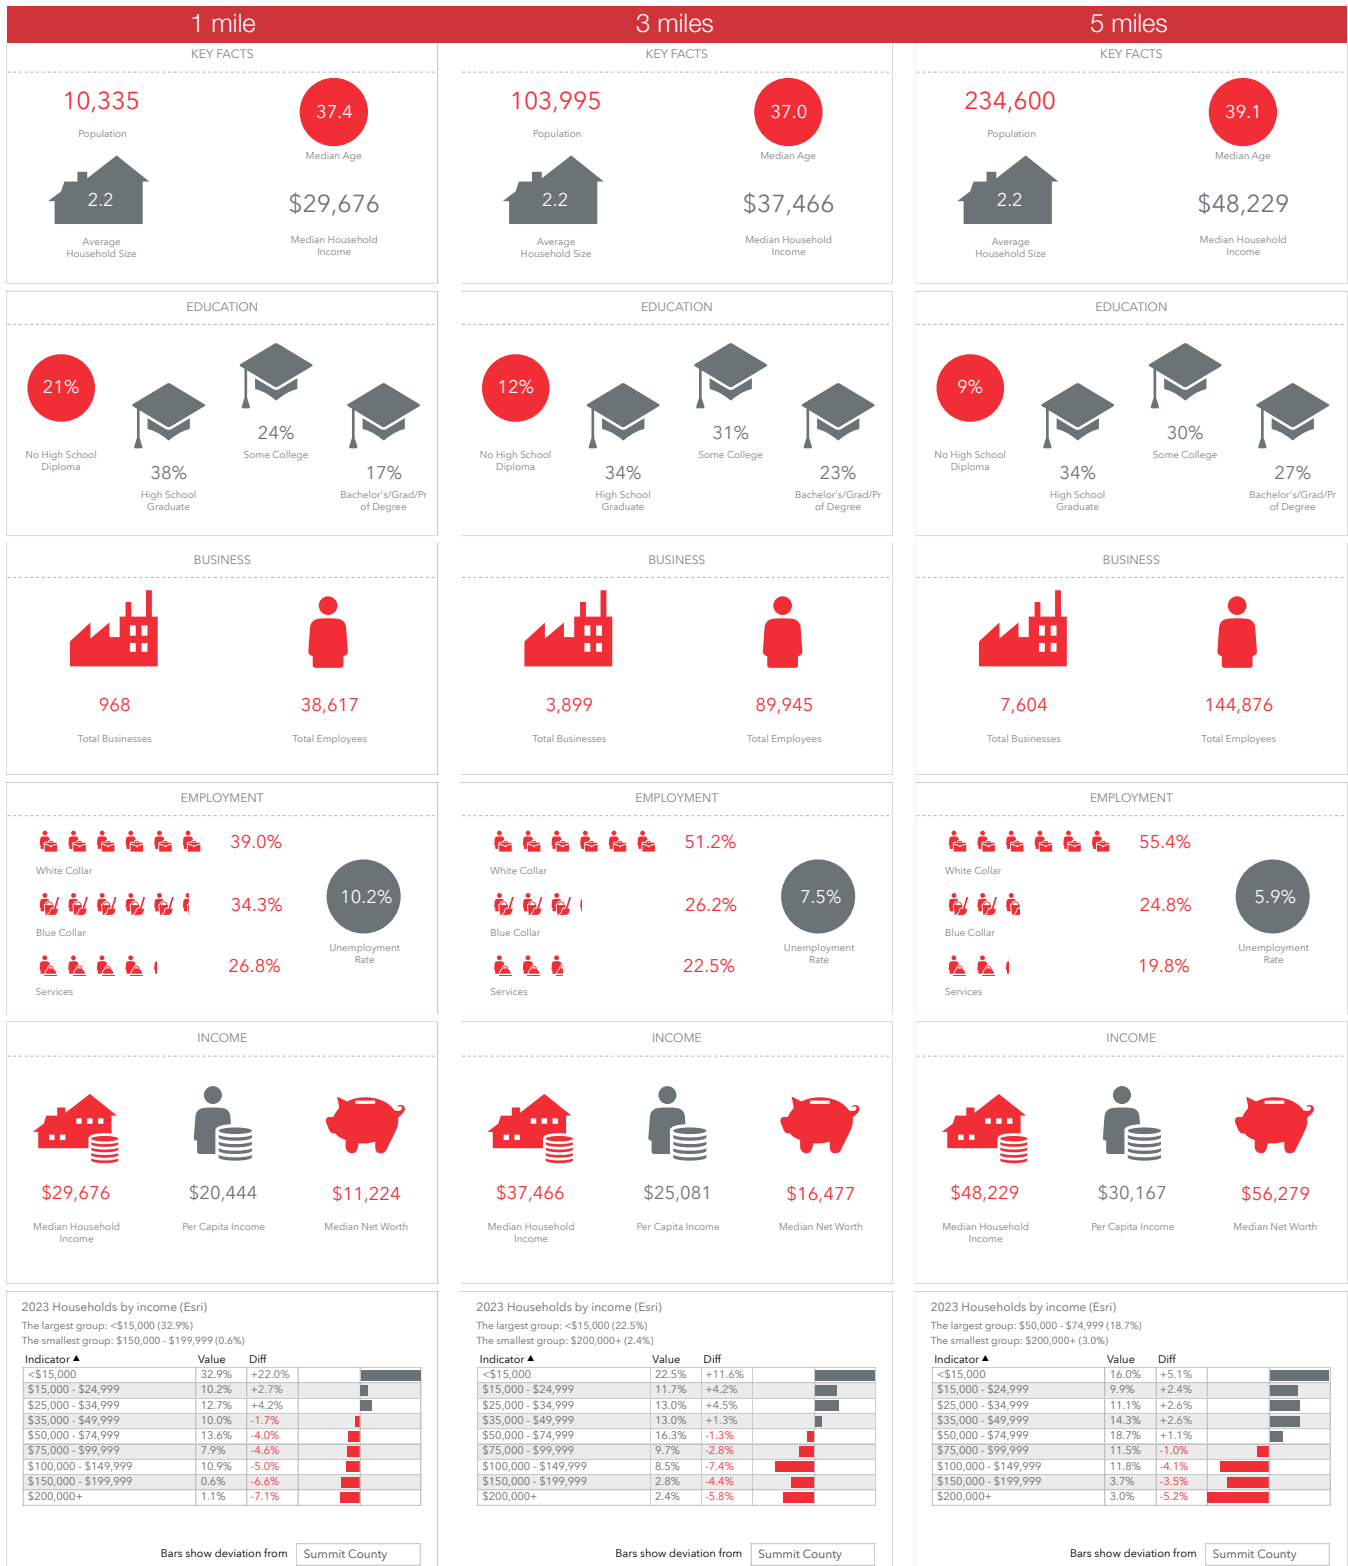 1 mile
3 miles
5 miles
KEY FACTS
10,335
Population
37.4
Median Age
2.2
Average
Household Size
$29,676
Median Household
Income
KEY FACTS
103,995
Population
37.0
Median Age
2.2
Average
Household Size
$37,466
Median Household
Income
KEY FACTS
234,600
Population
39.1
Median Age
2.2
Average
Household Size
$48,229
Median Household
Income
EDUCATION
21%
No High School
Diploma
38%
High School
Graduate
24%
Some College
17%
Bachelor's/Grad/Pr
of Degree
EDUCATION
12%
No High School
Diploma
34%
High School
Graduate
31%
Some College
23%
Bachelor's/Grad/Pr
of Degree
EDUCATION
9%
No High School
Diploma
34%
High School
Graduate
30%
Some College
27%
Bachelor's/Grad/Pr
of Degree
BUSINESS
968
Total Businesses
38,617
Total Employees
BUSINESS
3,899
Total Businesses
89,945
Total Employees
BUSINESS
7,604
Total Businesses
144,876
Total Employees
EMPLOYMENT
39.0%
White Collar
34.3%
Blue Collar
26.8%
Services
10.2%
Unemployment
Rate
EMPLOYMENT
51.2%
White Collar
26.2%
Blue Collar
22.5%
Services
7.5%
Unemployment
Rate
EMPLOYMENT
55.4%
White Collar
24.8%
Blue Collar
19.8%
Services
5.9%
Unemployment
Rate
INCOME
$29,676
Median Household
Income
$20,444
Per Capita Income
$11,224
Median Net Worth
INCOME
$37,466
Median Household
Income
$25,081
Per Capita Income
$16,477
Median Net Worth
INCOME
$48,229
Median Household
Income
$30,167
Per Capita Income
$56,279
Median Net Worth
2023 Households by income (Esri)
The largest group: <$15,000 (32.9%)
The smallest group: $150,000 - $199,999 (0.6%)
Indicator ▲ Value Diff
<$15,000 32.9% +22.0%
$15,000 - $24,999 10.2% +2.7%
$25,000 - $34,999 12.7% +4.2%
$35,000 - $49,999 10.0% -1.7%
$50,000 - $74,999 13.6% -4.0%
$75,000 - $99,999 7.9% -4.6%
$100,000 - $149,999 10.9% -5.0%
$150,000 - $199,999 0.6% -6.6%
$200,000+ 1.1% -7.1%
Bars show deviation from Summit County
2023 Households by income (Esri)
The largest group: <$15,000 (22.5%)
The smallest group: $200,000+ (2.4%)
Indicator ▲ Value Diff
<$15,000 22.5% +11.6%
$15,000 - $24,999 11.7% +4.2%
$25,000 - $34,999 13.0% +4.5%
$35,000 - $49,999 13.0% +1.3%
$50,000 - $74,999 16.3% -1.3%
$75,000 - $99,999 9.7% -2.8%
$100,000 - $149,999 8.5% -7.4%
$150,000 - $199,999 2.8% -4.4%
$200,000+ 2.4% -5.8%
Bars show deviation from Summit County
2023 Households by income (Esri)
The largest group: $50,000 - $74,999 (18.7%)
The smallest group: $200,000+ (3.0%)
Indicator ▲ Value Diff
<$15,000 16.0% +5.1%
$15,000 - $24,999 9.9% +2.4%
$25,000 - $34,999 11.1% +2.6%
$35,000 - $49,999 14.3% +2.6%
$50,000 - $74,999 18.7% +1.1%
$75,000 - $99,999 11.5% -1.0%
$100,000 - $149,999 11.8% -4.1%
$150,000 - $199,999 3.7% -3.5%
$200,000+ 3.0% -5.2%
Bars show deviation from Summit County